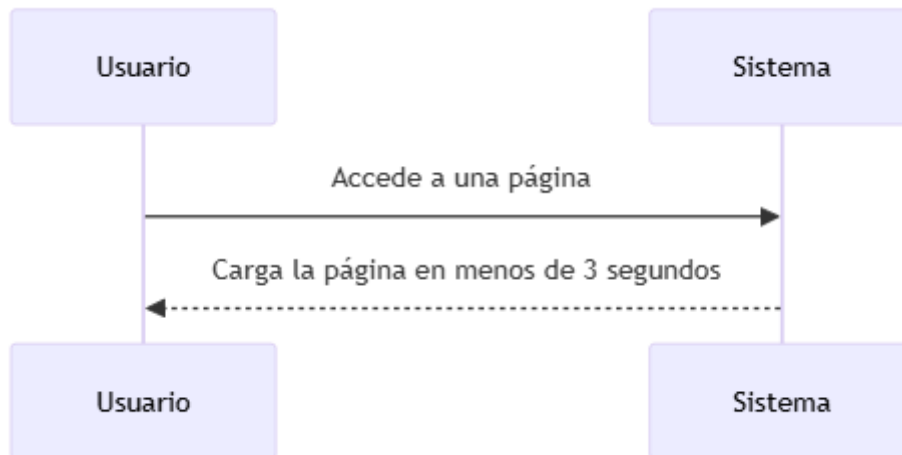 Usuario
Sistema
Accede a una página
Carga la página en menos de 3 segundos
Usuario
Sistema